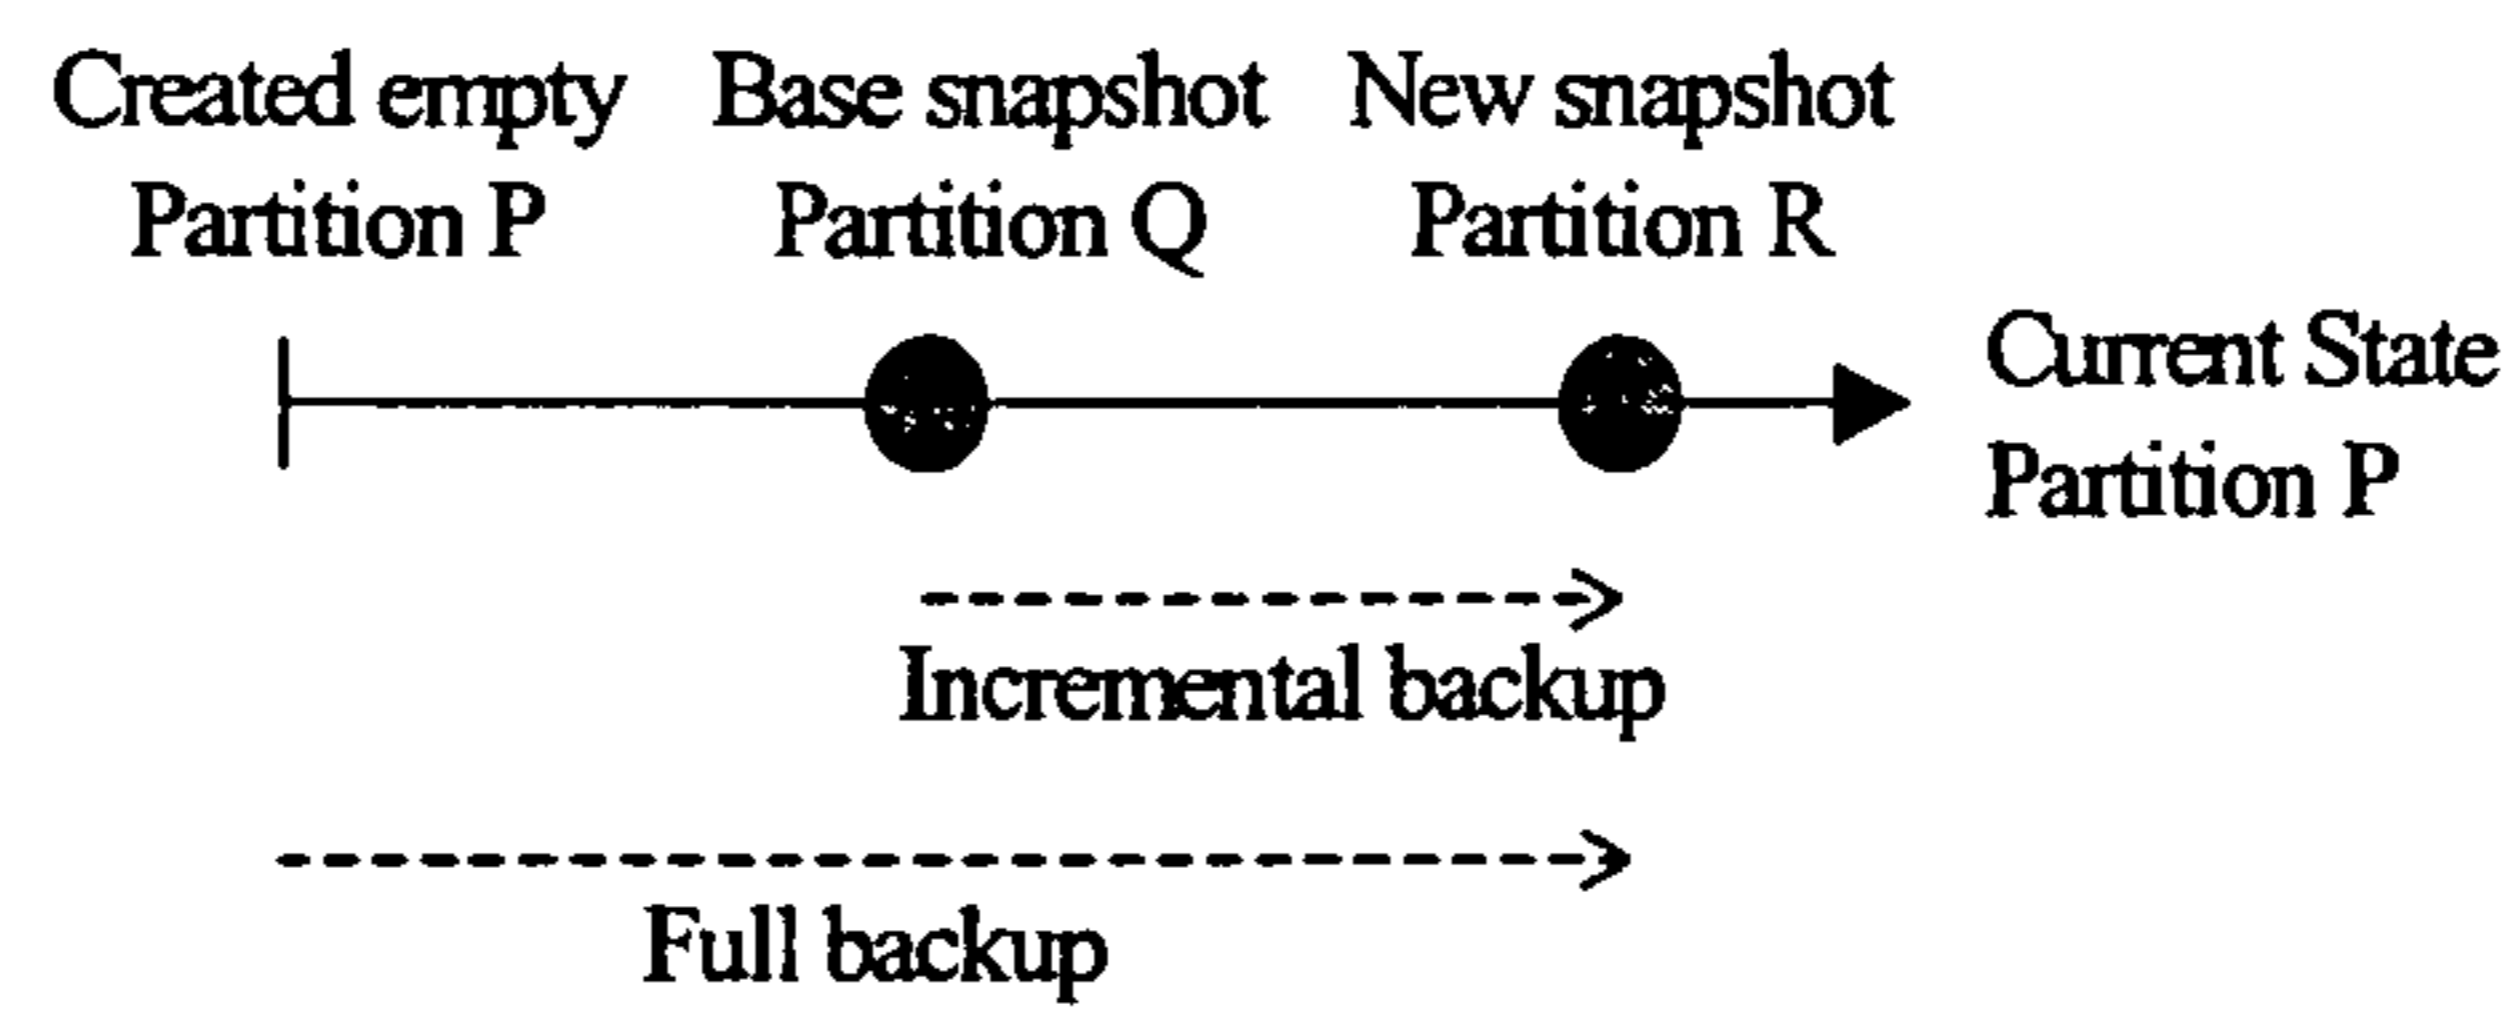 Created empty
Partition P
Base snapshot
Partition Q
New snapshot
Partition R
Current State
Partition P
Incremental backup
Full backup